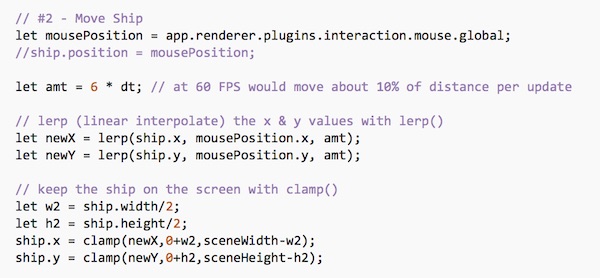 // #2 - Move Ship
let mousePosition = app.renderer.plugins.interaction.mouse.global;
//ship.position = mousePosition;
let amt = 6 * dt; // at 60 FPS would move about 10% of distance per update
// lerp (linear interpolate) the x & y values with lerp()
let newX = lerp(ship.x, mousePosition.x, amt);
let newY = lerp(ship.y, mousePosition.y, amt);
// keep the ship on the screen with clamp()
let w2 = ship.width/2;
let h2 = ship.height/2;
ship.x = clamp(newX,0+w2,sceneWidth-w2);
ship.y = clamp(newY,0+h2,sceneHeight-h2);